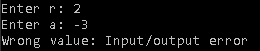 Enter r: 2
Enter a: -3
Wrong value: Input/output error